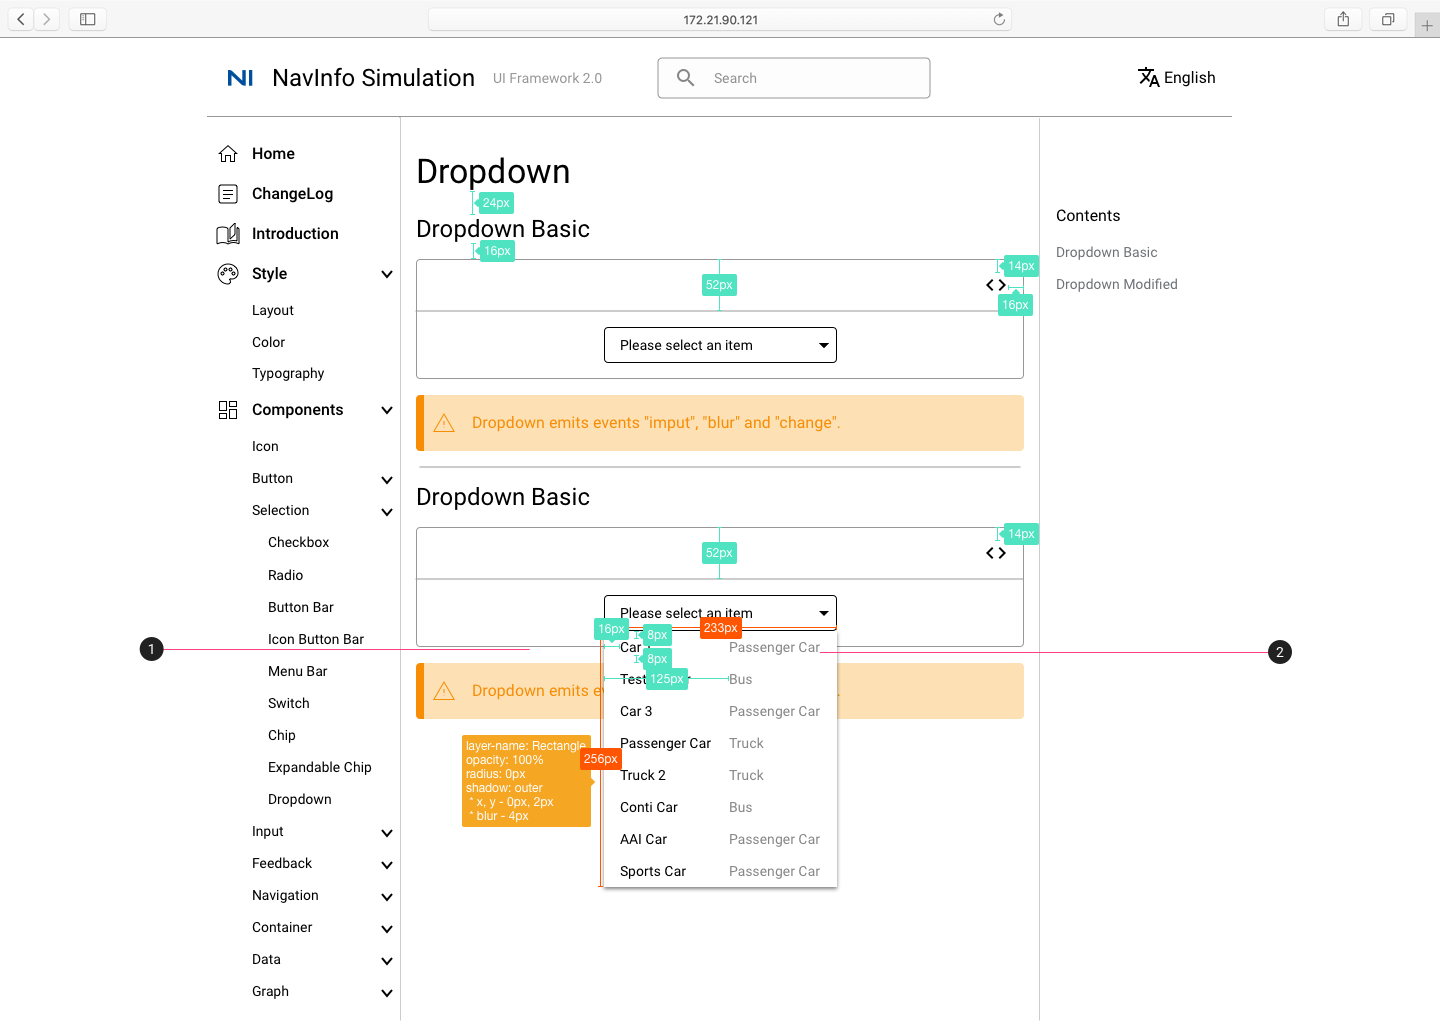 172.21.90.121
NI NavInfo Simulation UI Framework 2.0 Search English
Home
ChangeLog
Introduction
Style
Layout
Color
Typography
Components
Icon
Button
Selection
Checkbox
Radio
Button Bar
Icon Button Bar
Menu Bar
Switch
Chip
Expandable Chip
Dropdown
Input
Feedback
Navigation
Container
Data
Graph
Dropdown
24px
Dropdown Basic
16px
14px
52px
16px
Please select an item
Dropdown emits events "imput", "blur" and "change".
Dropdown Basic
14px
52px
Please select an item
233px
16px
8px
1
Car Passenger Car
2
8px
Test Bus
125px
Dropdown emits
Car 3 Passenger Car
Passenger Car Truck
layer-name: Rectangle
opacity: 100%
radius: 0px
shadow: outer
* x, y - 0px, 2px
* blur - 4px
256px
Truck 2 Truck
Conti Car Bus
AAI Car Passenger Car
Sports Car Passenger Car
Contents
Dropdown Basic
Dropdown Modified